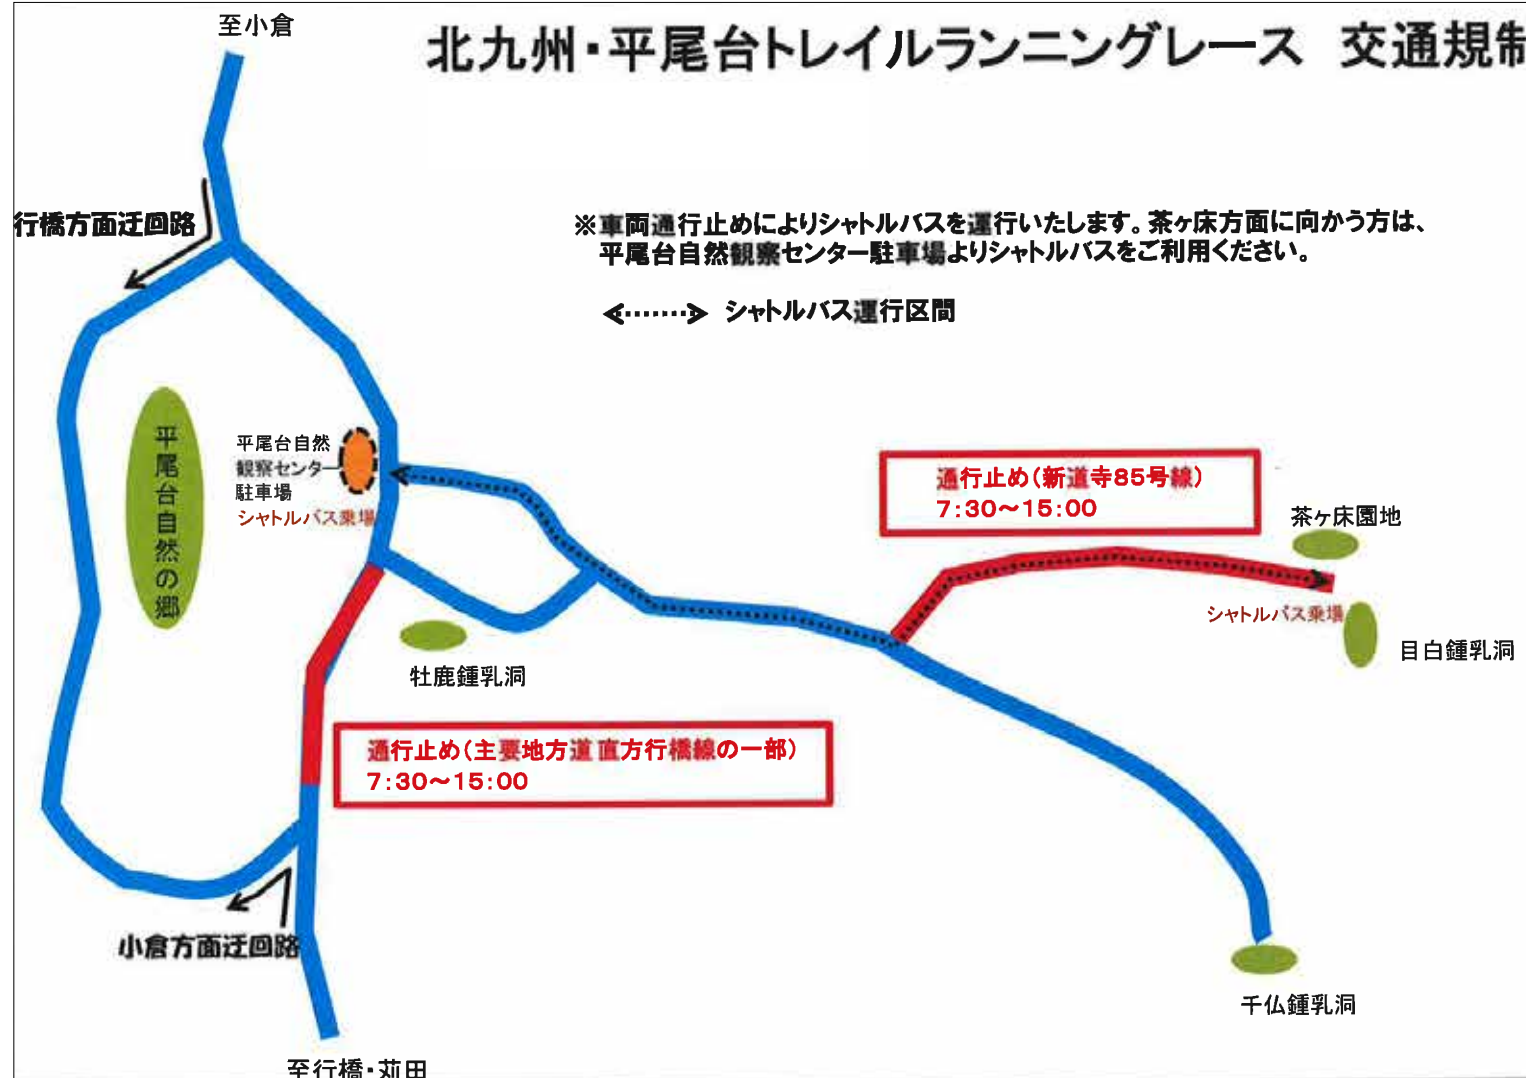 至小倉
北九州・平尾台トレイルランニングレース 交通規制
行橋方面迂回路
※車両通行止めによりシャトルバスを運行いたします。茶ヶ床方面に向かう方は、
平尾台自然観察センター駐車場よりシャトルバスをご利用ください。
シャトルバス運行区間
平尾台自然の郷
平尾台自然
観察センター
駐車場
シャトルバス乗場
通行止め(新道寺85号線)
7:30~15:00
茶ヶ床園地
シャトルバス乗場
目白鍾乳洞
牡鹿鍾乳洞
通行止め(主要地方道 直方行橋線の一部)
7:30~15:00
小倉方面迂回路
千仏鍾乳洞
至行橋・苅田